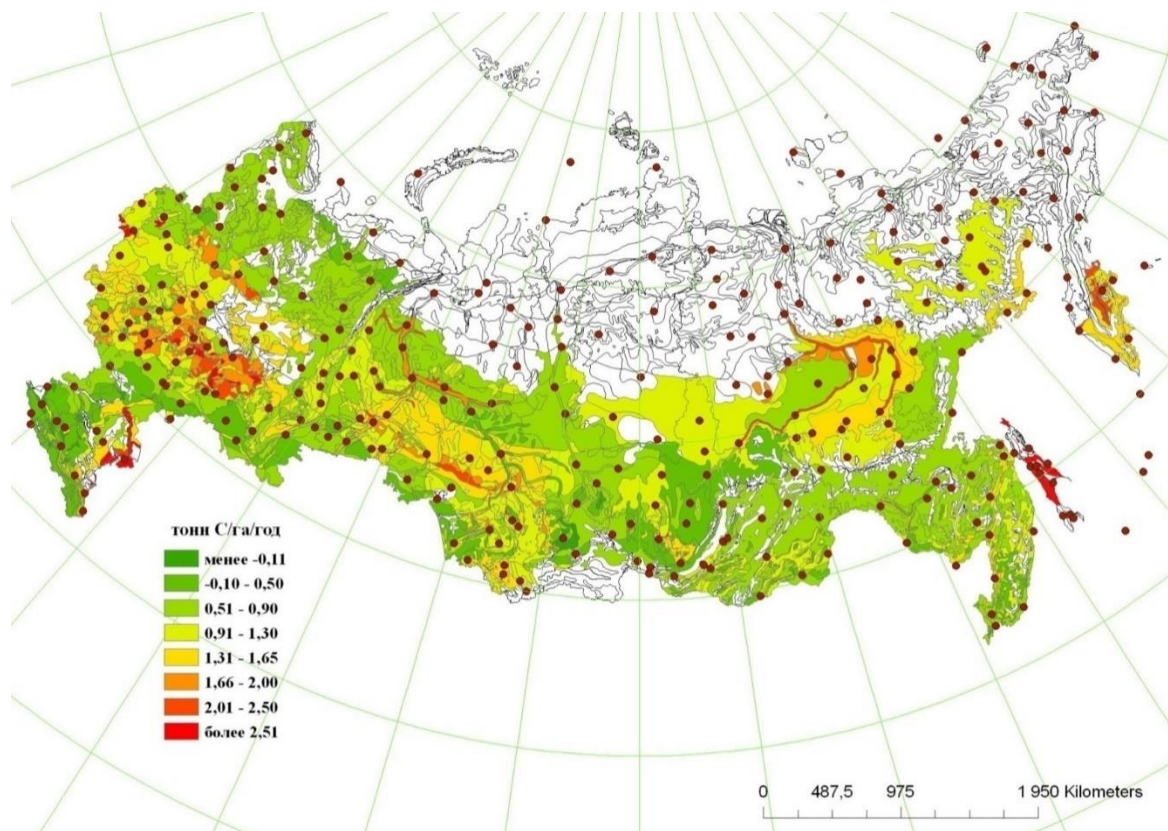 тонн С/га/год
менее -0,11
-0,10 - 0,50
0,51 - 0,90
0,91 - 1,30
1,31 - 1,65
1,66 - 2,00
2,01 - 2,50
более 2,51
0 487,5 975 1 950 Kilometers